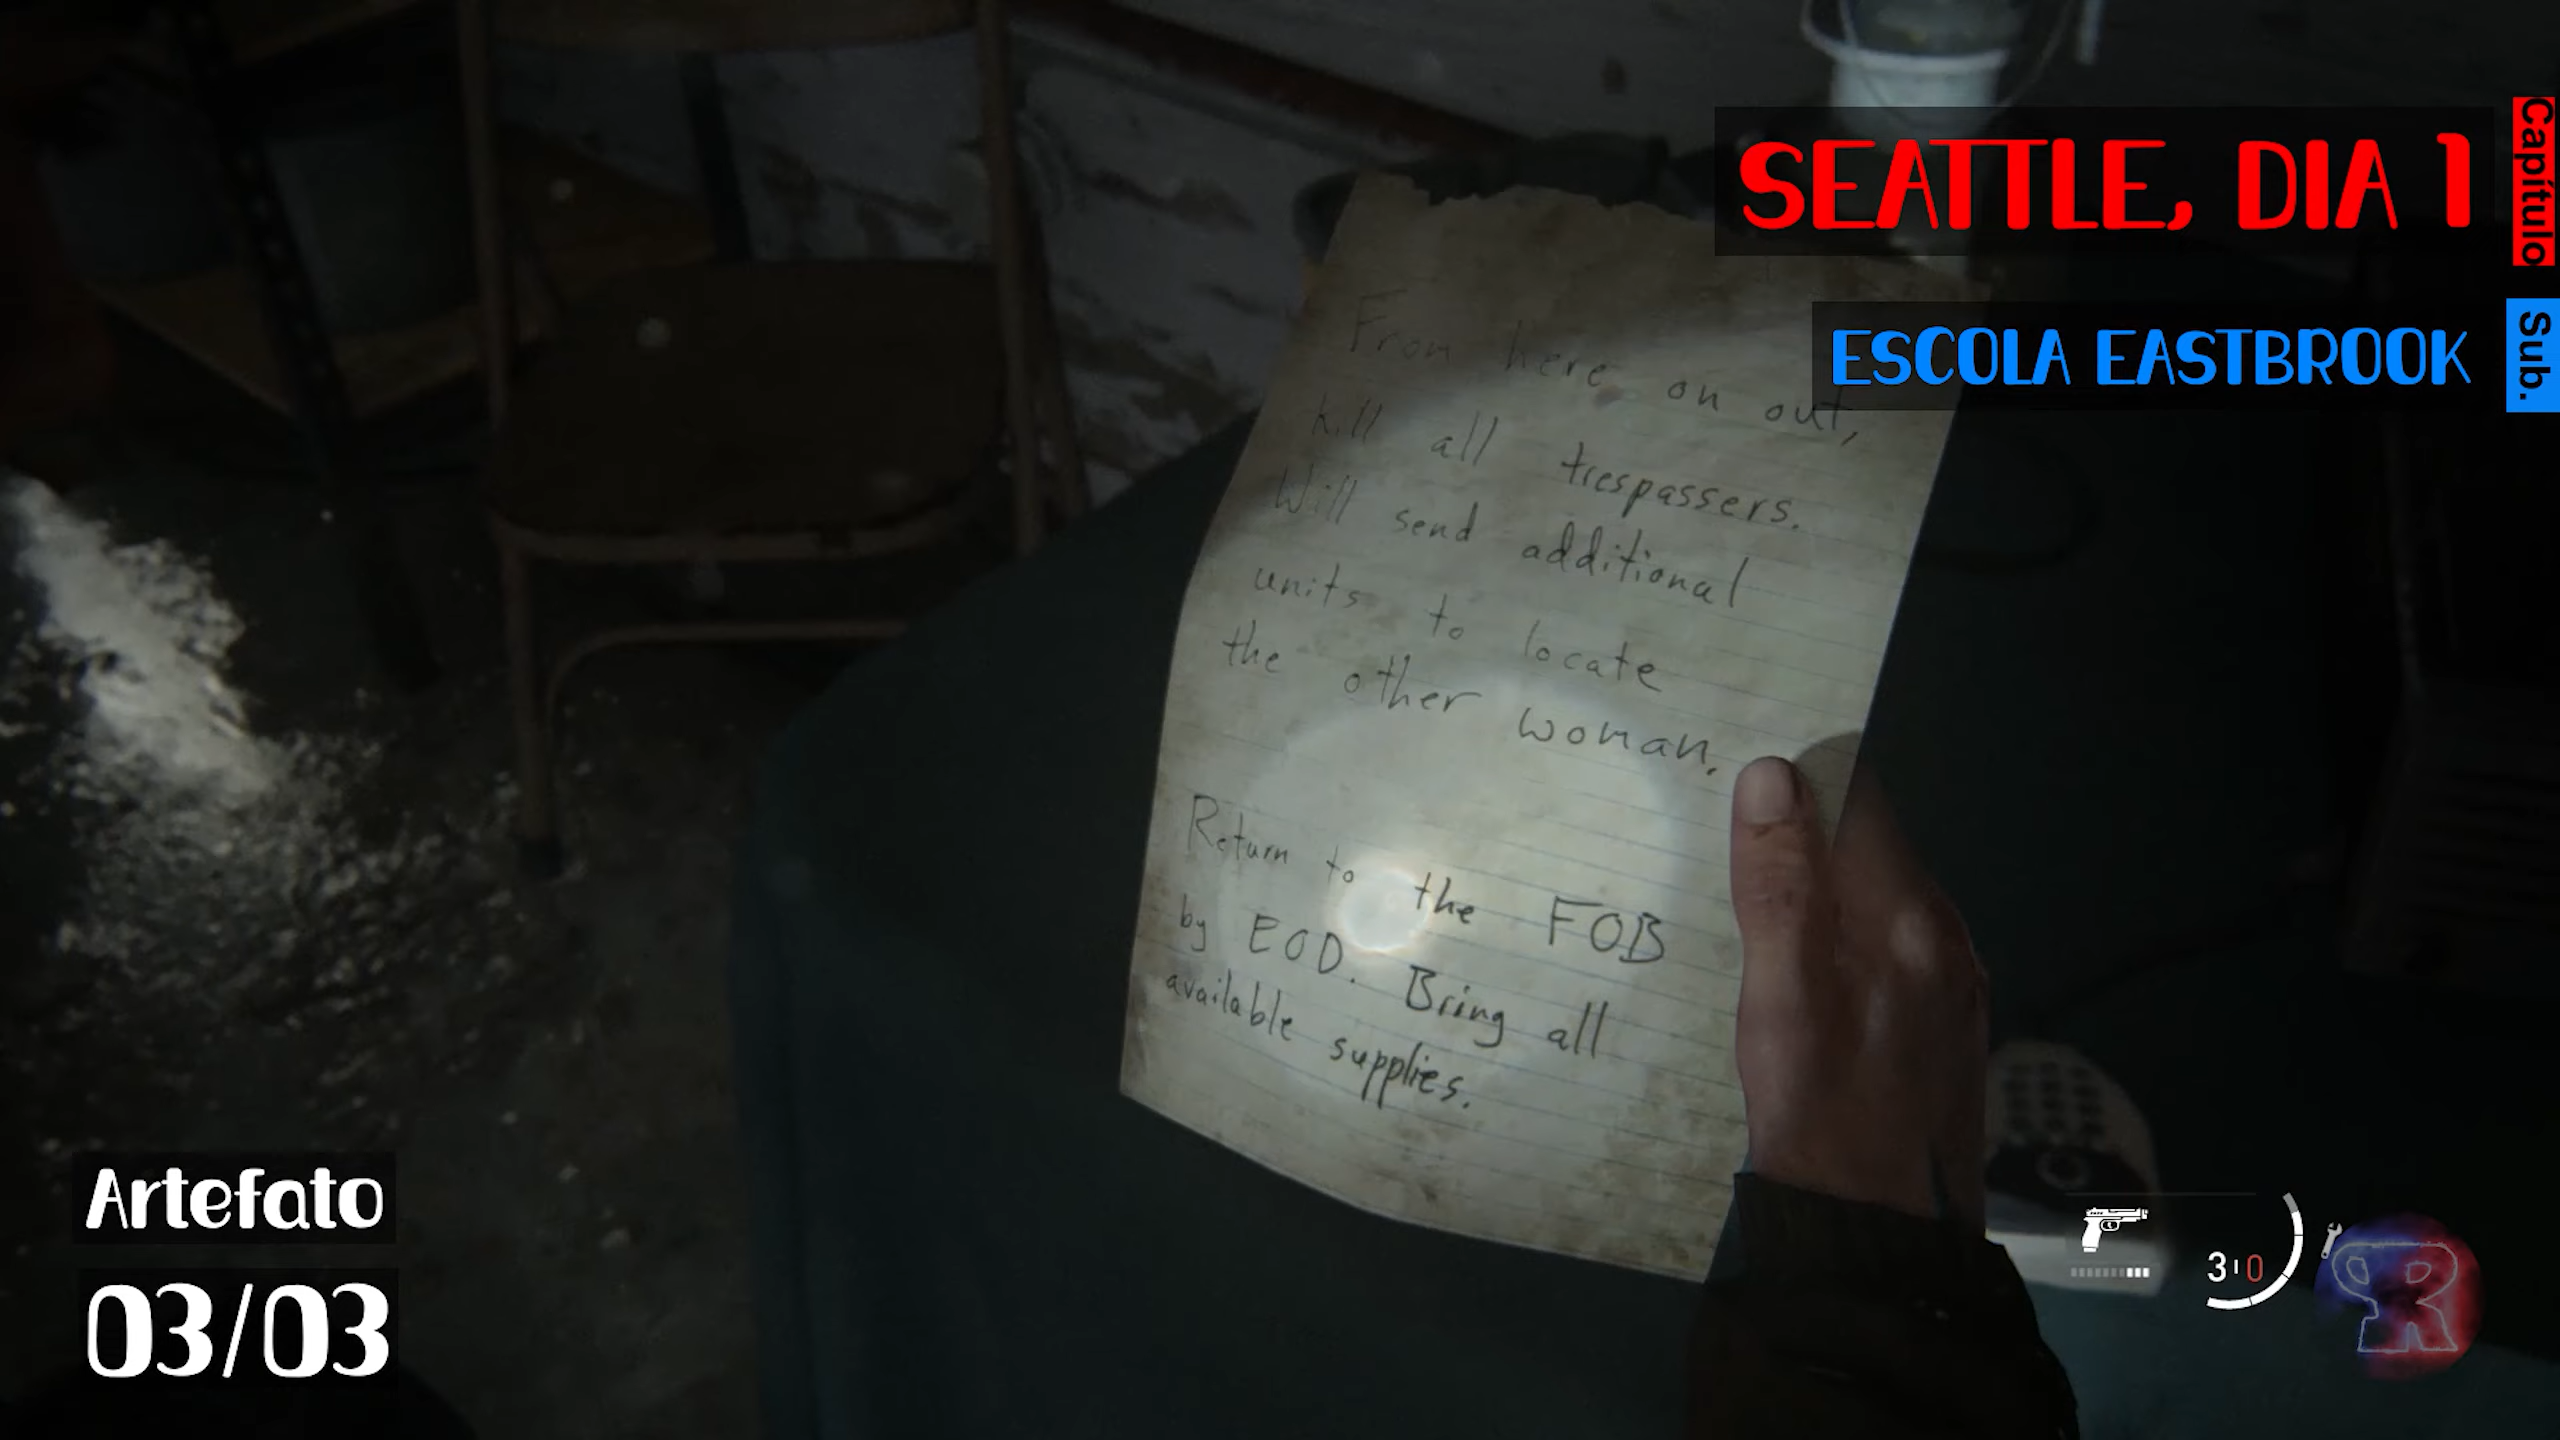 SEATTLE, DIA 1
Capítulo
ESCOLA EASTBROOK
Sub.
From here on out,
kill all trespassers.
Will send additional
units to locate
the other woman.
Return to the FOB
by EOD. Bring all
available supplies.
Artefato
03/03
3 0